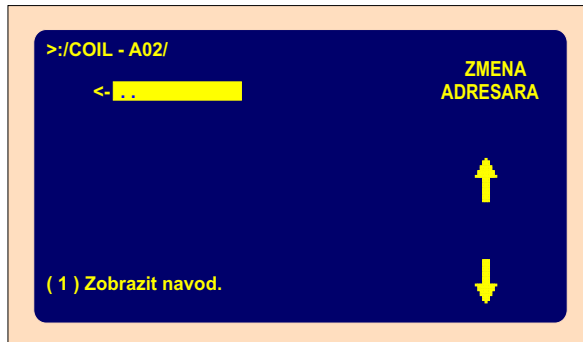 >:/COIL - A02/
ZMENA
ADRESARA
<- . .
( 1 ) Zobrazit navod.